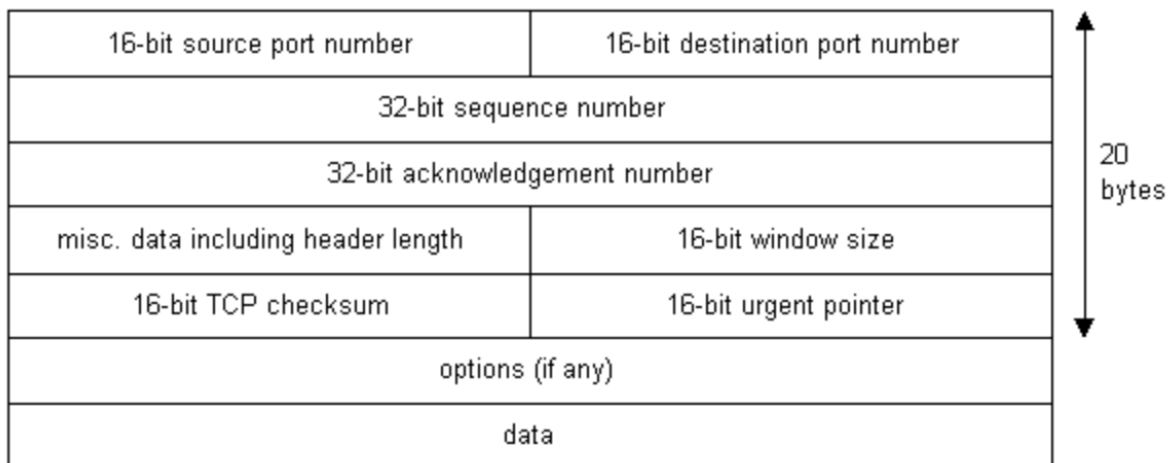 16-bit source port number
16-bit destination port number
32-bit sequence number
32-bit acknowledgement number
misc. data including header length
16-bit window size
16-bit TCP checksum
16-bit urgent pointer
options (if any)
data
20
bytes